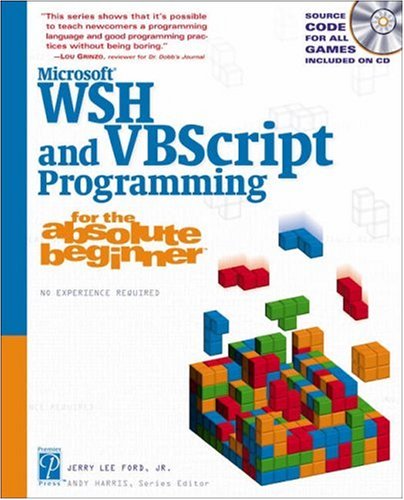 "This series shows that it's possible
to teach newcomers a programming
language and good programming prac-
tices without being boring."
—LOU GRINZO, reviewer for Dr. Dobb's Journal
SOURCE
CODE
FOR ALL
GAMES
INCLUDED ON CD
Microsoft®
WSH
and VBScript
Programming
for the
absolute
beginner™
NO EXPERIENCE REQUIRED
Premier
Press™
JERRY LEE FORD, JR.
ANDY HARRIS, Series Editor